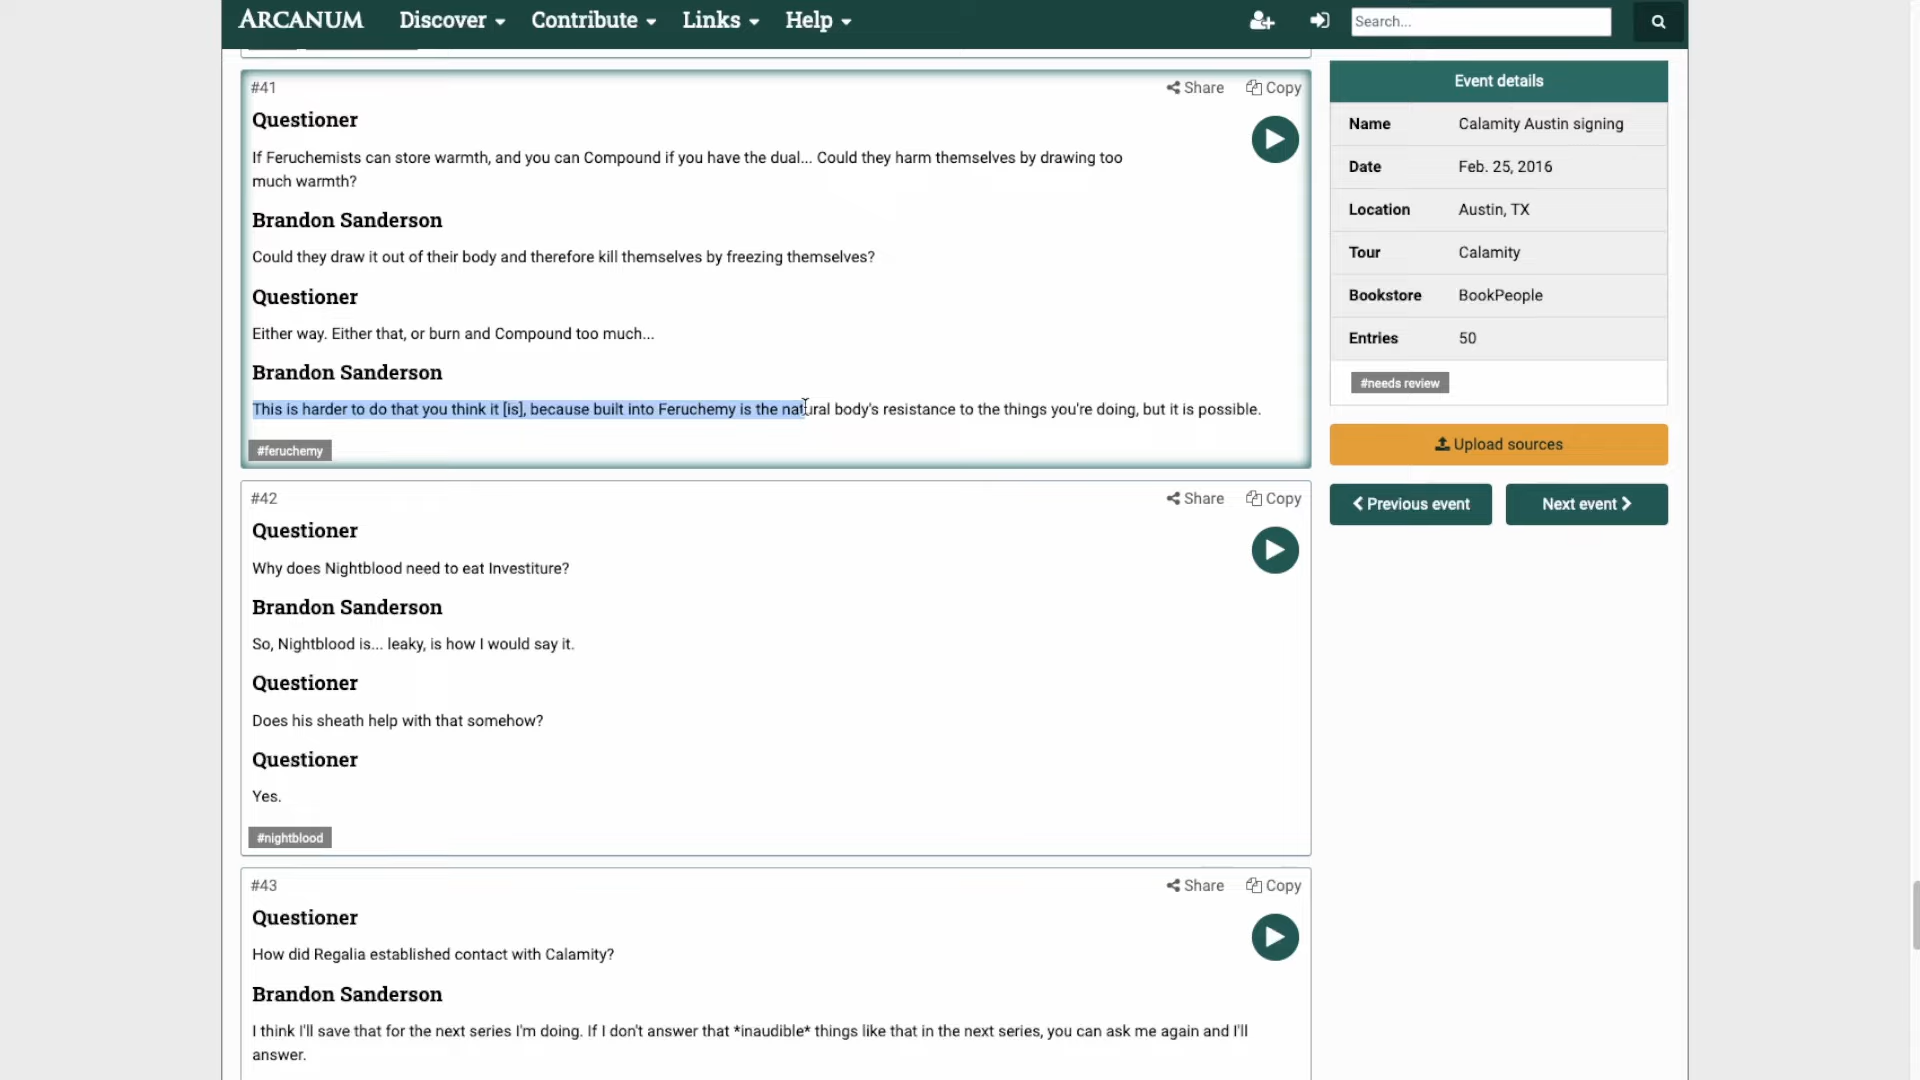 ARCANUM Discover Contribute Links Help Search...
#41 Share Copy
Questioner
If Feruchemists can store warmth, and you can Compound if you have the dual... Could they harm themselves by drawing too
much warmth?
Brandon Sanderson
Could they draw it out of their body and therefore kill themselves by freezing themselves?
Questioner
Either way. Either that, or burn and Compound too much...
Brandon Sanderson
This is harder to do that you think it [is], because built into Feruchemy is the natural body's resistance to the things you're doing, but it is possible.
#feruchemy
#42 Share Copy
Questioner
Why does Nightblood need to eat Investiture?
Brandon Sanderson
So, Nightblood is... leaky, is how I would say it.
Questioner
Does his sheath help with that somehow?
Questioner
Yes.
#nightblood
#43 Share Copy
Questioner
How did Regalia established contact with Calamity?
Brandon Sanderson
I think I'll save that for the next series I'm doing. If I don't answer that *inaudible* things like that in the next series, you can ask me again and I'll
answer.
Event details
Name Calamity Austin signing
Date Feb. 25, 2016
Location Austin, TX
Tour Calamity
Bookstore BookPeople
Entries 50
#needs review
Upload sources
Previous event Next event